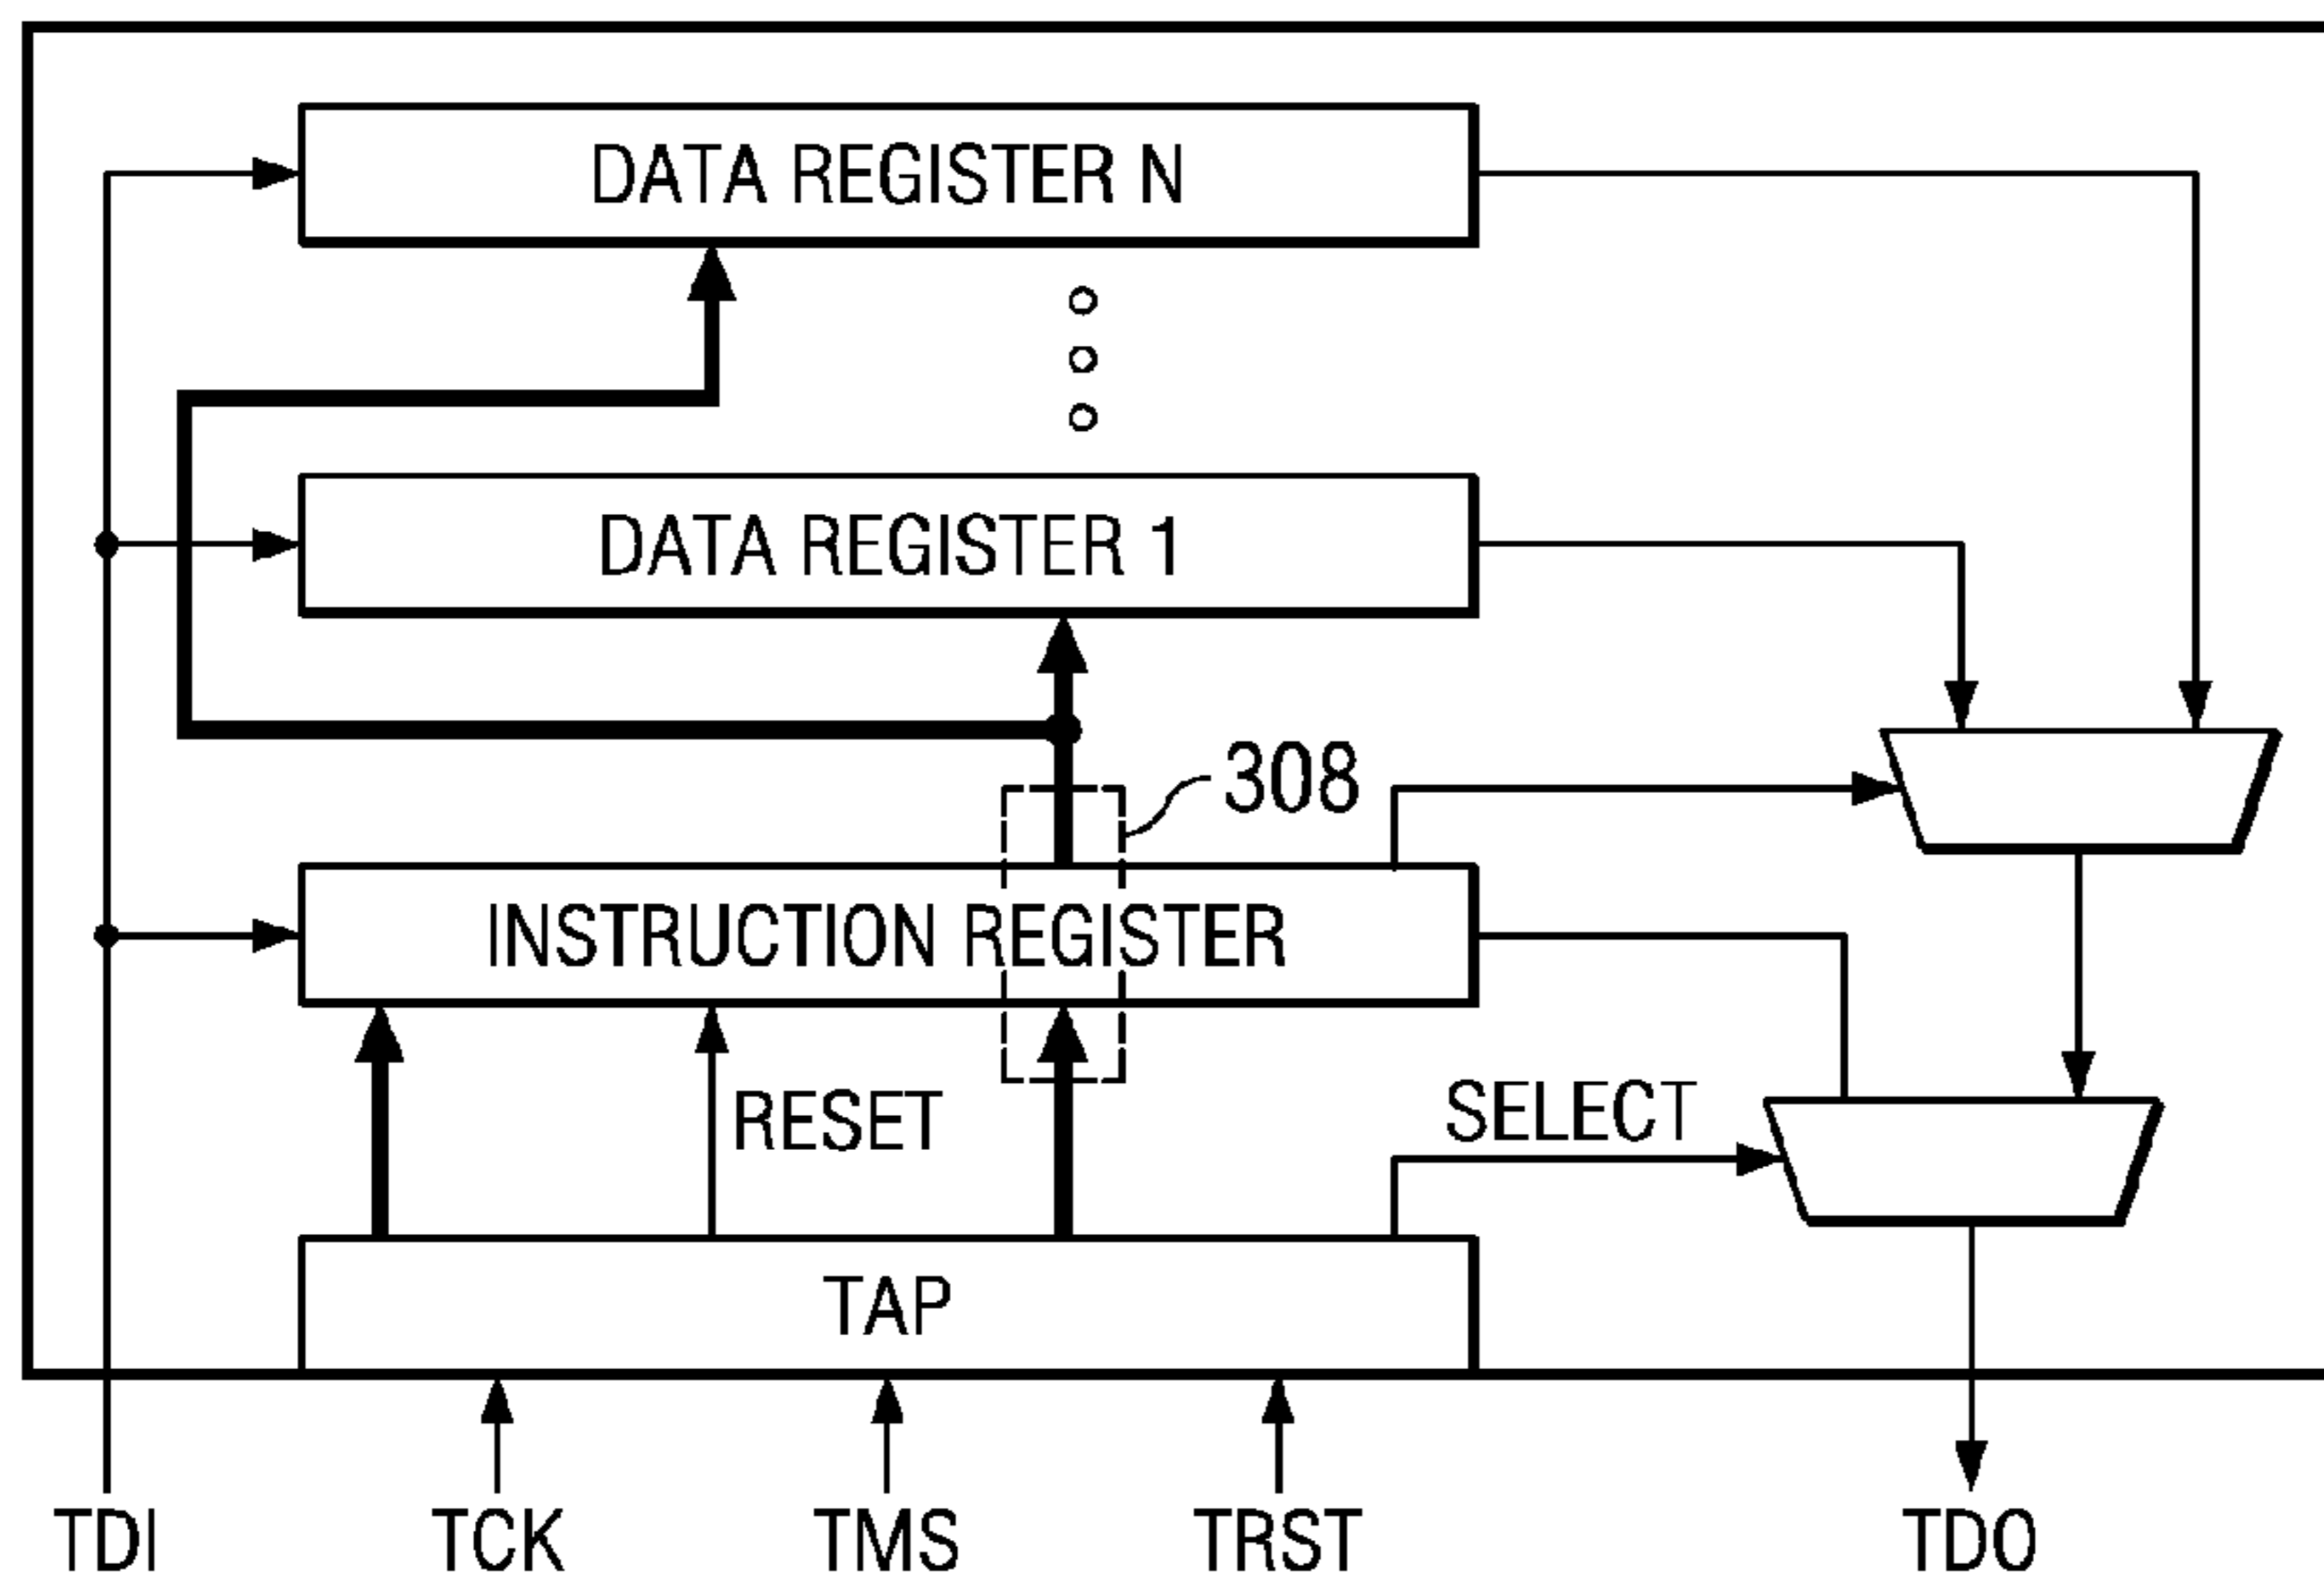 DATA REGISTER N
DATA REGISTER 1
308
INSTRUCTION REGISTER
RESET
SELECT
TAP
TDI
TCK
TMS
TRST
TDO